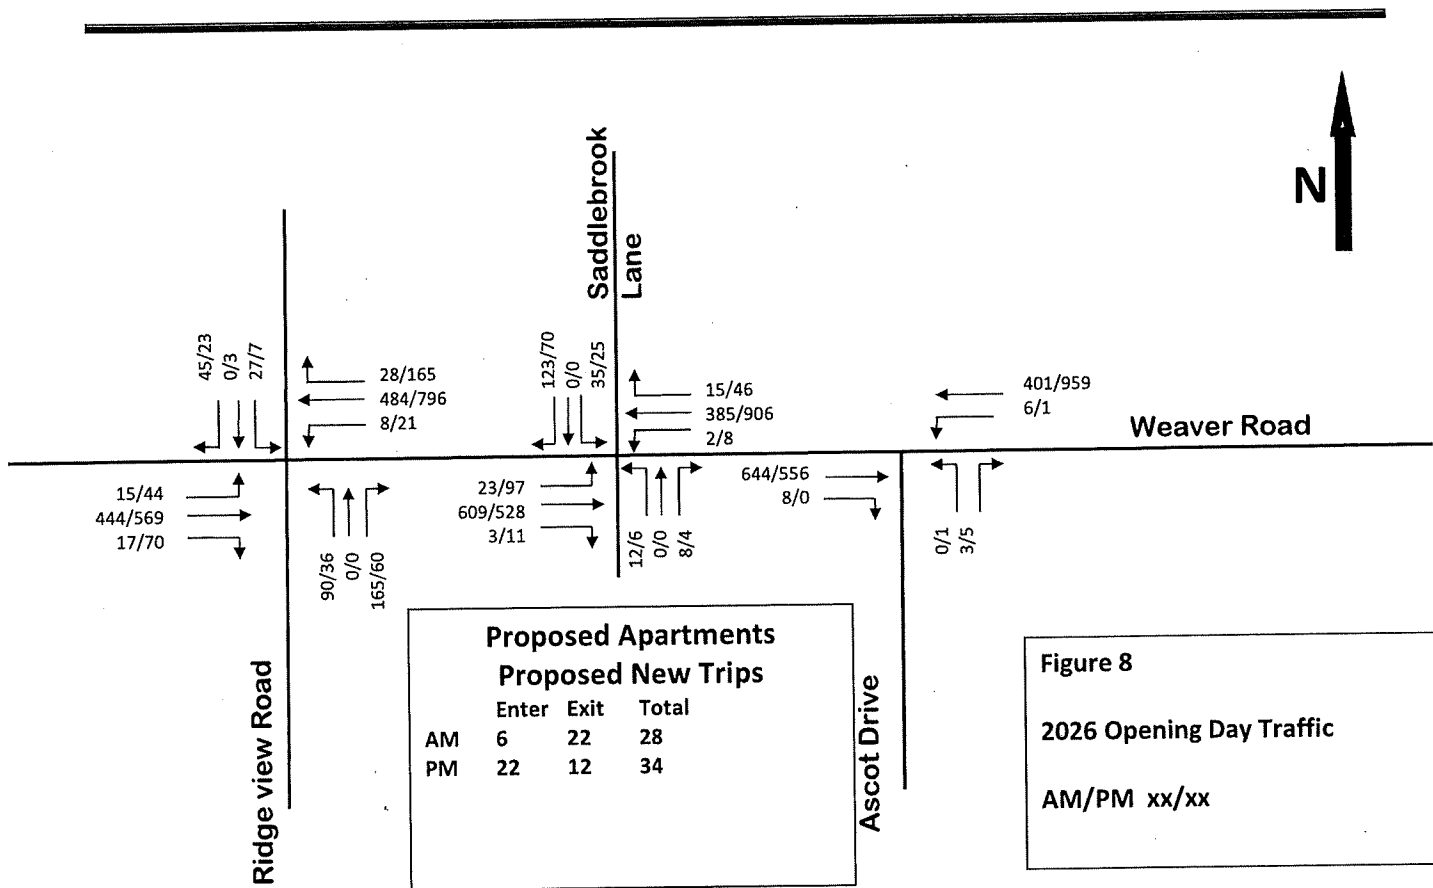 Saddlebrook
Lane
N
45/23
0/3
27/7
28/165
484/796
8/21
123/70
0/0
35/25
15/46
385/906
2/8
401/959
6/1
Weaver Road
15/44
444/569
17/70
90/36
0/0
165/60
23/97
609/528
3/11
12/6
0/0
8/4
644/556
8/0
0/1
3/5
Ridge view Road
Proposed Apartments
Proposed New Trips
Enter Exit Total
AM 6 22 28
PM 22 12 34
Ascot Drive
Figure 8
2026 Opening Day Traffic
AM/PM xx/xx